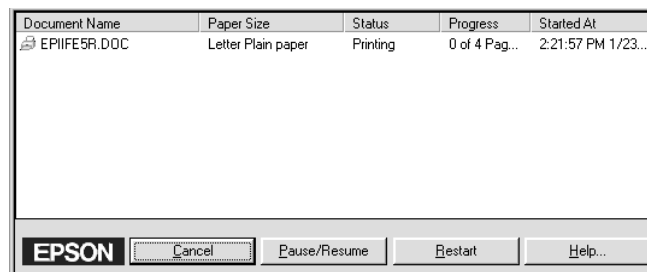 Document Name Paper Size Status Progress Started At
EPIIFE5R.DOC Letter Plain paper Printing 0 of 4 Pag... 2:21:57 PM 1/23...
EPSON Cancel Pause/Resume Restart Help...